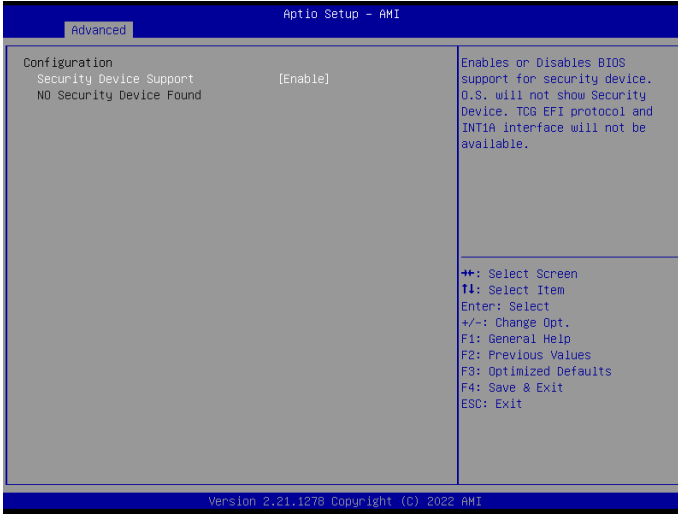 Aptio Setup - AMI
Advanced
Configuration
Security Device Support [Enable]
NO Security Device Found
Enables or Disables BIOS
support for security device.
O.S. will not show Security
Device. TCG EFI protocol and
INT1A interface will not be
available.
→←: Select Screen
↑↓: Select Item
Enter: Select
+/-: Change Opt.
F1: General Help
F2: Previous Values
F3: Optimized Defaults
F4: Save & Exit
ESC: Exit
Version 2.21.1278 Copyright (C) 2022 AMI